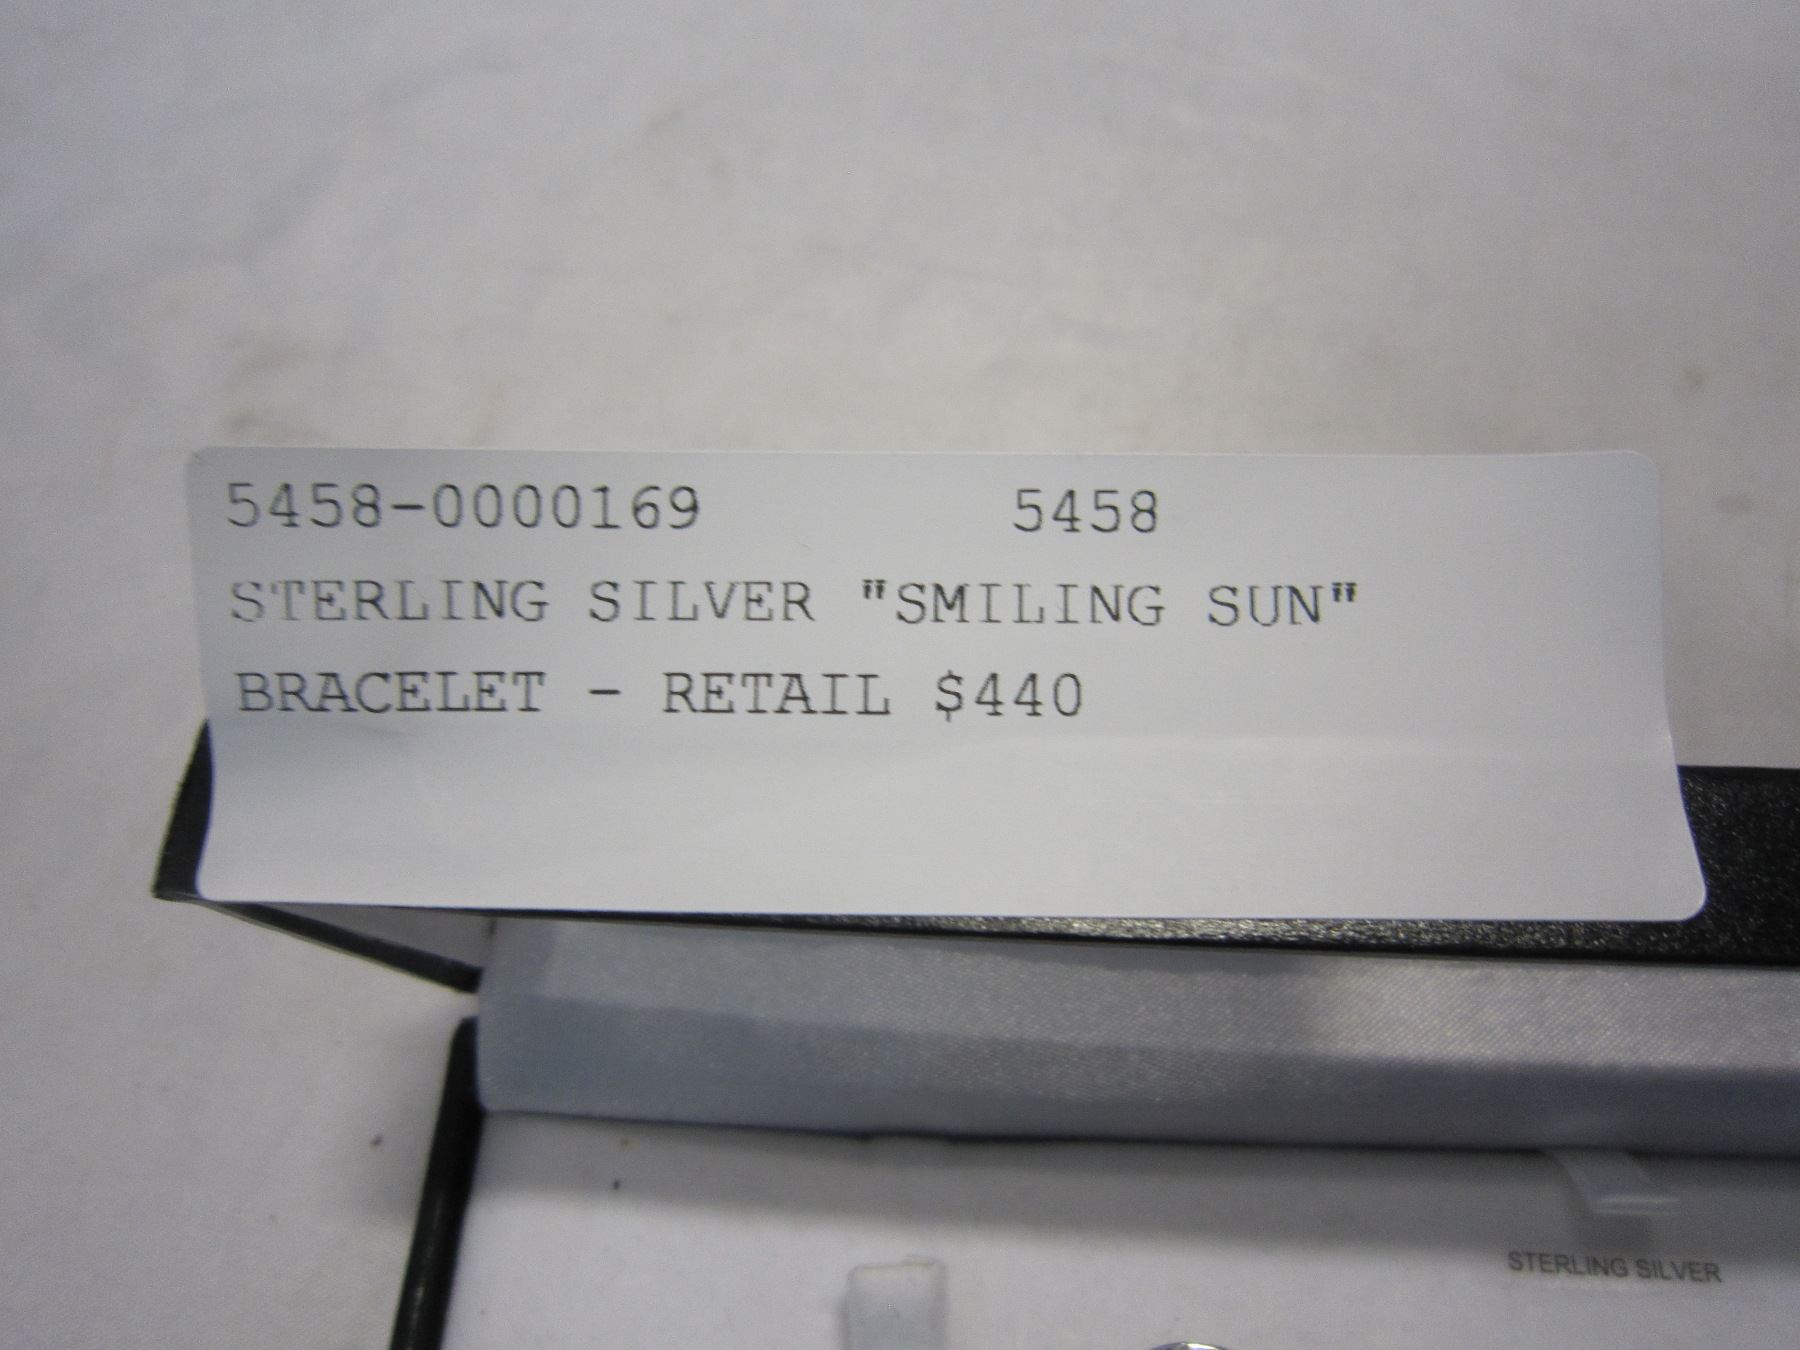 5458-0000169 5458
STERLING SILVER "SMILING SUN"
BRACELET - RETAIL $440
STERLING SILVER